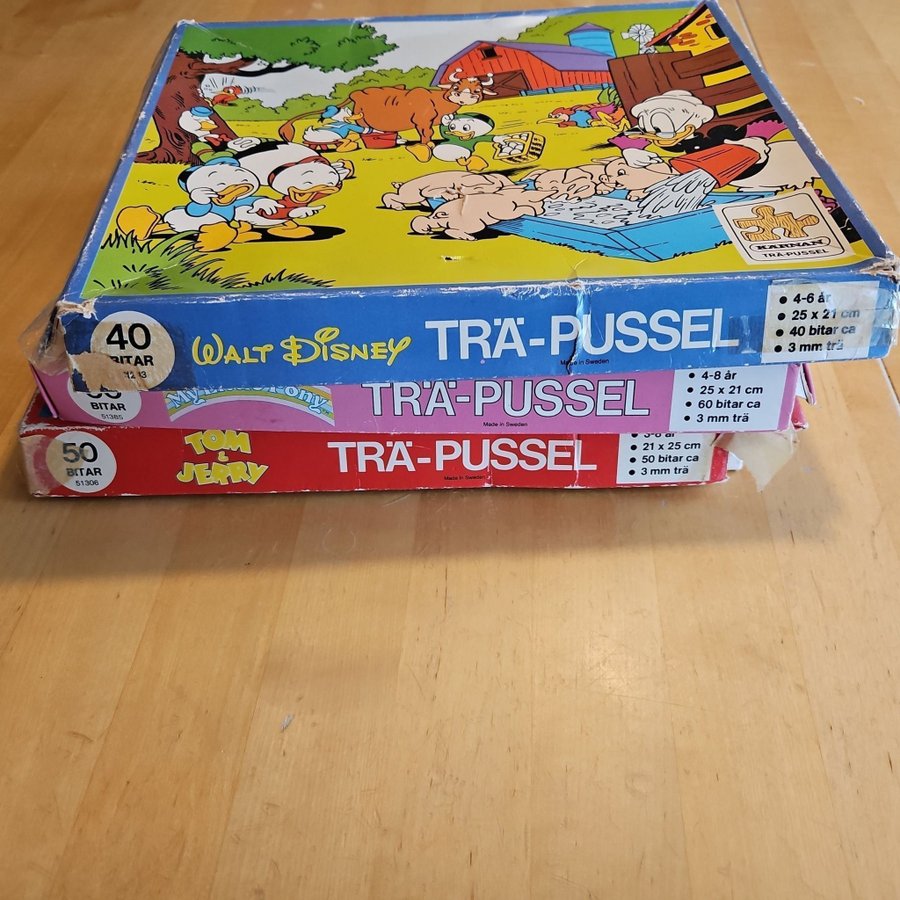 KÄRNAN
TRÄ-PUSSEL
40
BITAR
WALT DISNEY
TRÄ-PUSSEL
Made in Sweden
• 4-6 år
• 25 x 21 cm
• 40 bitar ca
• 3 mm trä
BITAR
51385
My Pony
TRÄ-PUSSEL
Made in Sweden
• 4-8 år
• 25 x 21 cm
• 60 bitar ca
• 3 mm trä
50
BITAR
51306
TOM & JERRY
TRÄ-PUSSEL
Made in Sweden
• 21 x 25 cm
• 50 bitar ca
• 3 mm trä